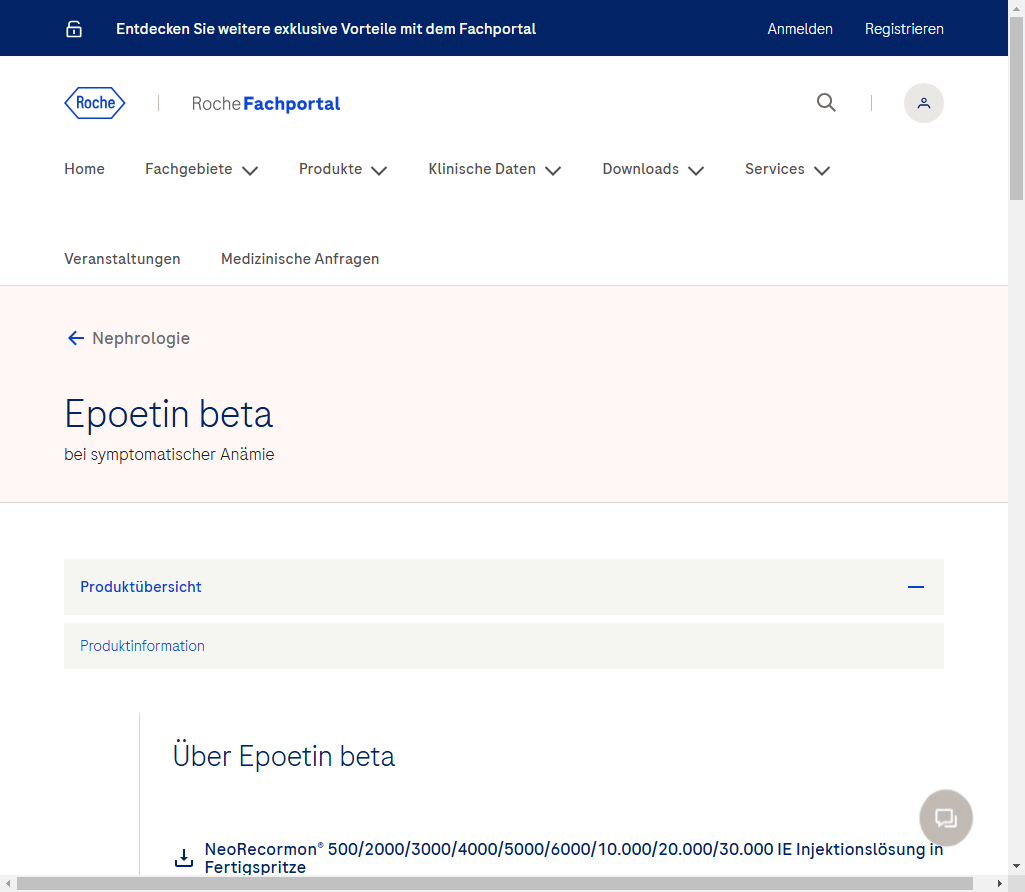 Entdecken Sie weitere exklusive Vorteile mit dem Fachportal
Anmelden
Registrieren
Roche
Roche Fachportal
Home
Fachgebiete
Produkte
Klinische Daten
Downloads
Services
Veranstaltungen
Medizinische Anfragen
Nephrologie
Epoetin beta
bei symptomatischer Anämie
Produktübersicht
Produktinformation
Über Epoetin beta
NeoRecormon® 500/2000/3000/4000/5000/6000/10.000/20.000/30.000 IE Injektionslösung in
Fertigspritze